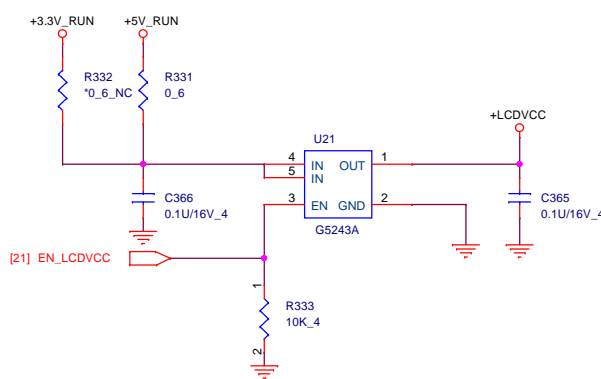 +3.3V_RUN +5V_RUN
R332
*0_6_NC
R331
0_6
+LCDVCC
U21
4 IN OUT 1
5 IN
3 EN GND 2
G5243A
C366
0.1U/16V_4
C365
0.1U/16V_4
[21] EN_LCDVCC
1
R333
10K_4
2